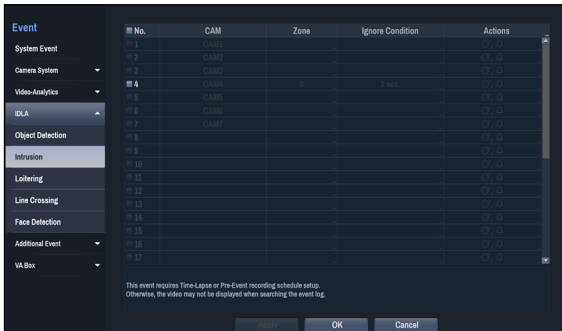 Event
System Event
Camera System
Video-Analytics
IDLA
Object Detection
Intrusion
Loitering
Line Crossing
Face Detection
Additional Event
VA Box
No. CAM Zone Ignore Condition Actions
1 CAM1
2 CAM2
3 CAM3
4 CAM4 0 2 sec.
5 CAM5
6 CAM6
7 CAM7
8
9
10
11
12
13
14
15
16
17
This event requires Time-Lapse or Pre-Event recording schedule setup.
Otherwise, the video may not be displayed when searching the event log.
Apply OK Cancel